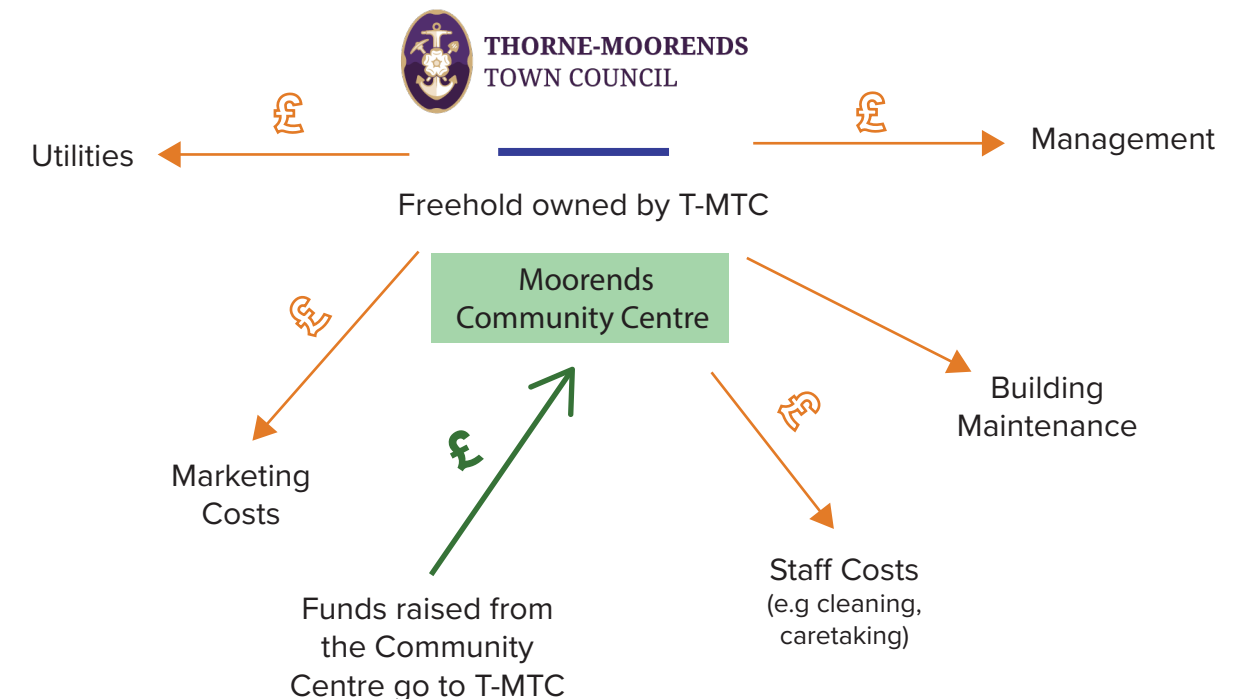 THORNE-MOORENDS
TOWN COUNCIL
£
£
Utilities
Management
Freehold owned by T-MTC
Moorends
Community Centre
£
£
£
Building
Maintenance
Marketing
Costs
Staff Costs
(e.g cleaning,
caretaking)
Funds raised from
the Community
Centre go to T-MTC